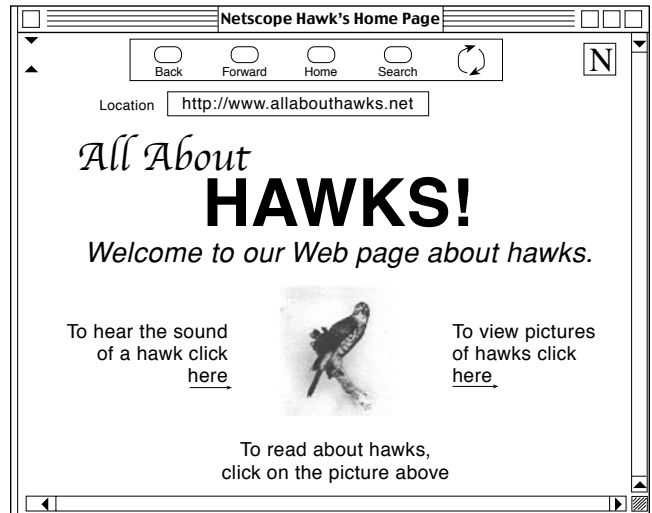 Netscope Hawk's Home Page
Back Forward Home Search
N
Location http://www.allabouthawks.net
All About
HAWKS!
Welcome to our Web page about hawks.
To hear the sound
of a hawk click
here
To view pictures
of hawks click
here
To read about hawks,
click on the picture above